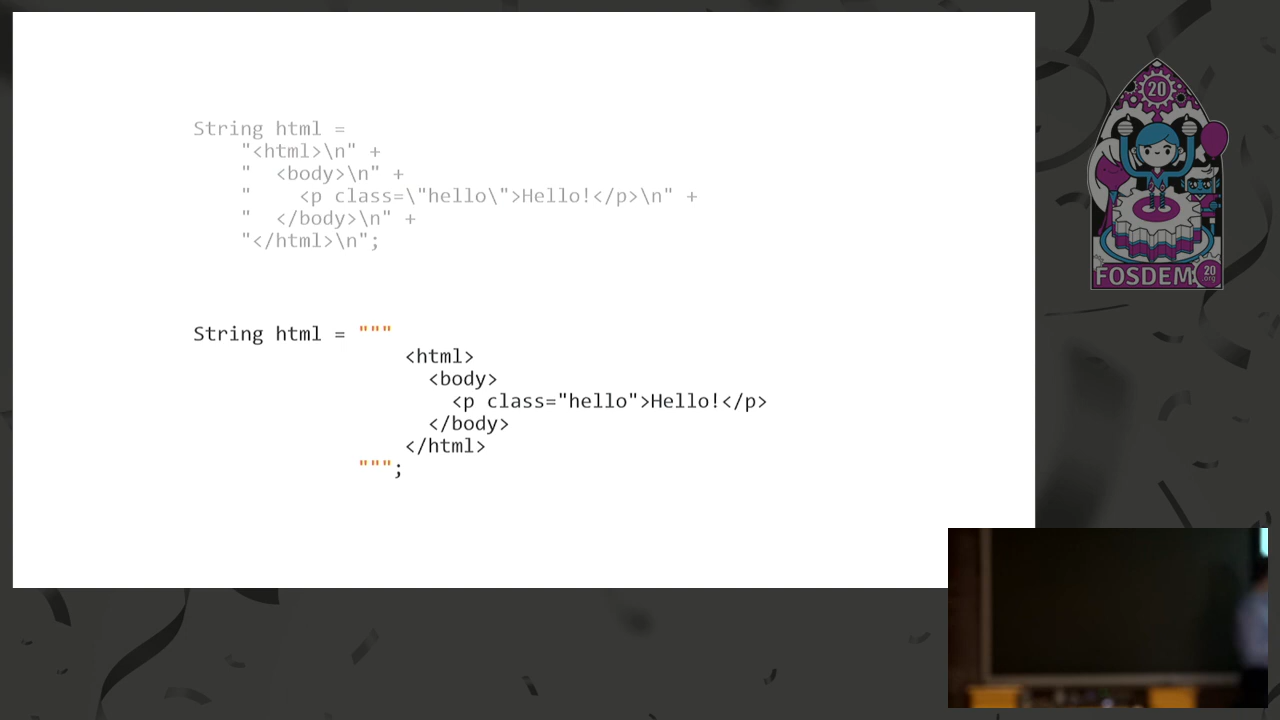 String html =
    "<html>\n" +
    "  <body>\n" +
    "    <p class=\"hello\">Hello!</p>\n" +
    "  </body>\n" +
    "</html>\n";
String html = """
                  <html>
                    <body>
                      <p class="hello">Hello!</p>
                    </body>
                  </html>
              """;
20
FOSDEM
20
.org